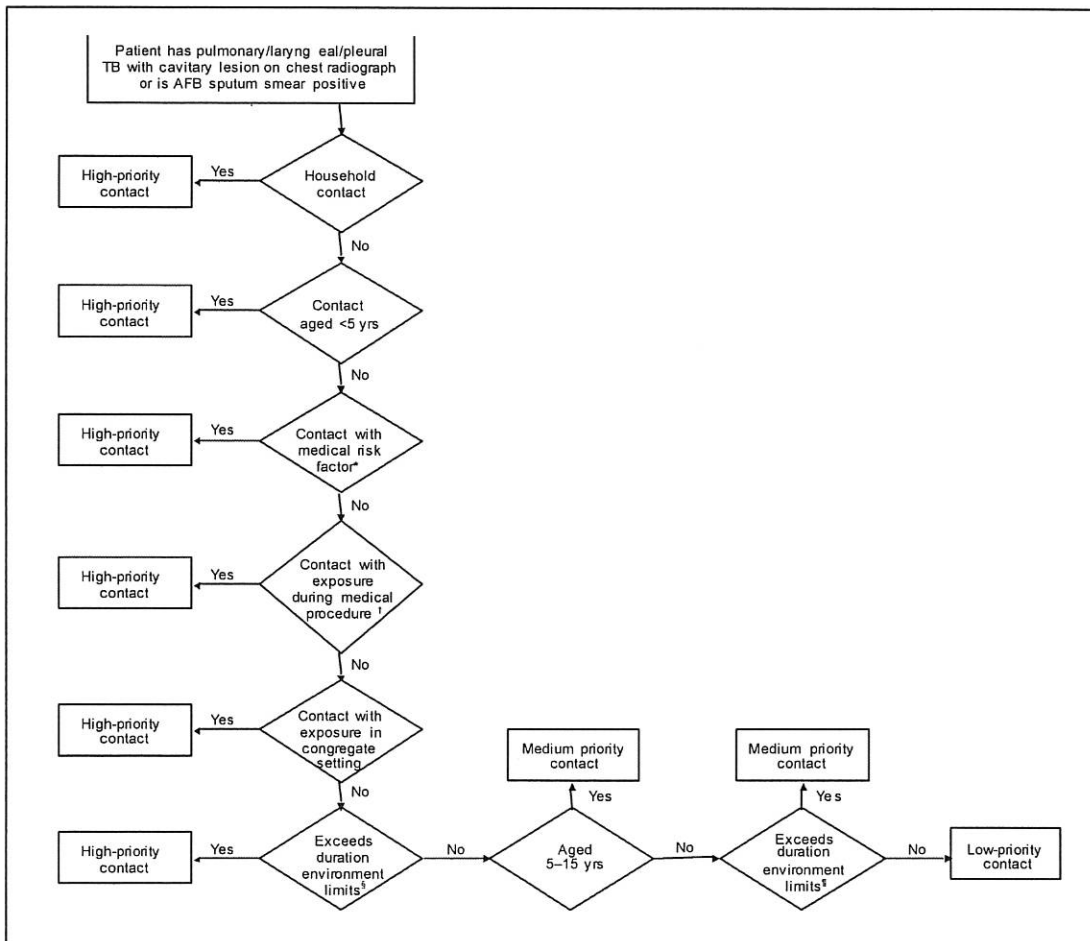 Patient has pulmonary/laryng eal/pleural
TB with cavitary lesion on chest radiograph
or is AFB sputum smear positive
High-priority
contact
Yes
Household
contact
No
High-priority
contact
Yes
Contact
aged <5 yrs
No
High-priority
contact
Yes
Contact with
medical risk
factor*
No
High-priority
contact
Yes
Contact with
exposure
during medical
procedure †
No
High-priority
contact
Yes
Contact with
exposure in
congregate
setting
No
Medium priority
contact
Yes
Medium priority
contact
Yes
High-priority
contact
Yes
Exceeds
duration
environment
limits§
No
Aged
5–15 yrs
No
Exceeds
duration
environment
limits¶
No
Low-priority
contact